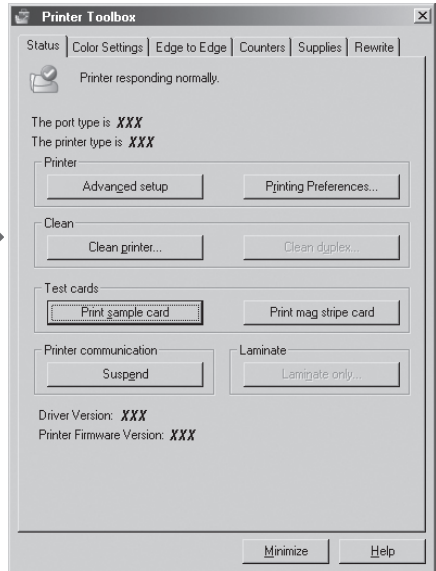 Printer Toolbox
Status Color Settings Edge to Edge Counters Supplies Rewrite
Printer responding normally.
The port type is XXX
The printer type is XXX
Printer
Advanced setup Printing Preferences...
Clean
Clean printer... Clean duplex...
Test cards
Print sample card Print mag stripe card
Printer communication Laminate
Suspend Laminate only...
Driver Version: XXX
Printer Firmware Version: XXX
Minimize Help